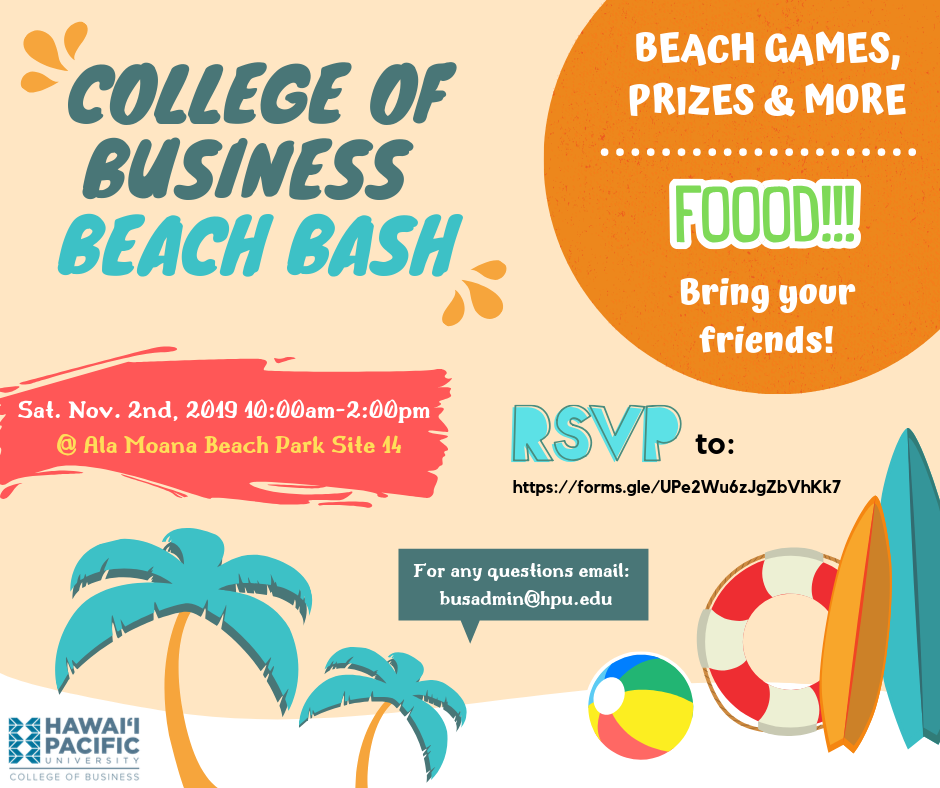 COLLEGE OF
BUSINESS
BEACH BASH
BEACH GAMES,
PRIZES & MORE
FOOOD!!!
Bring your
friends!
Sat. Nov. 2nd, 2019 10:00am-2:00pm
@ Ala Moana Beach Park Site 14
RSVP to:
https://forms.gle/UPe2Wu6zJgZbVhKk7
For any questions email:
busadmin@hpu.edu
HAWAIʻI
PACIFIC
UNIVERSITY
COLLEGE OF BUSINESS